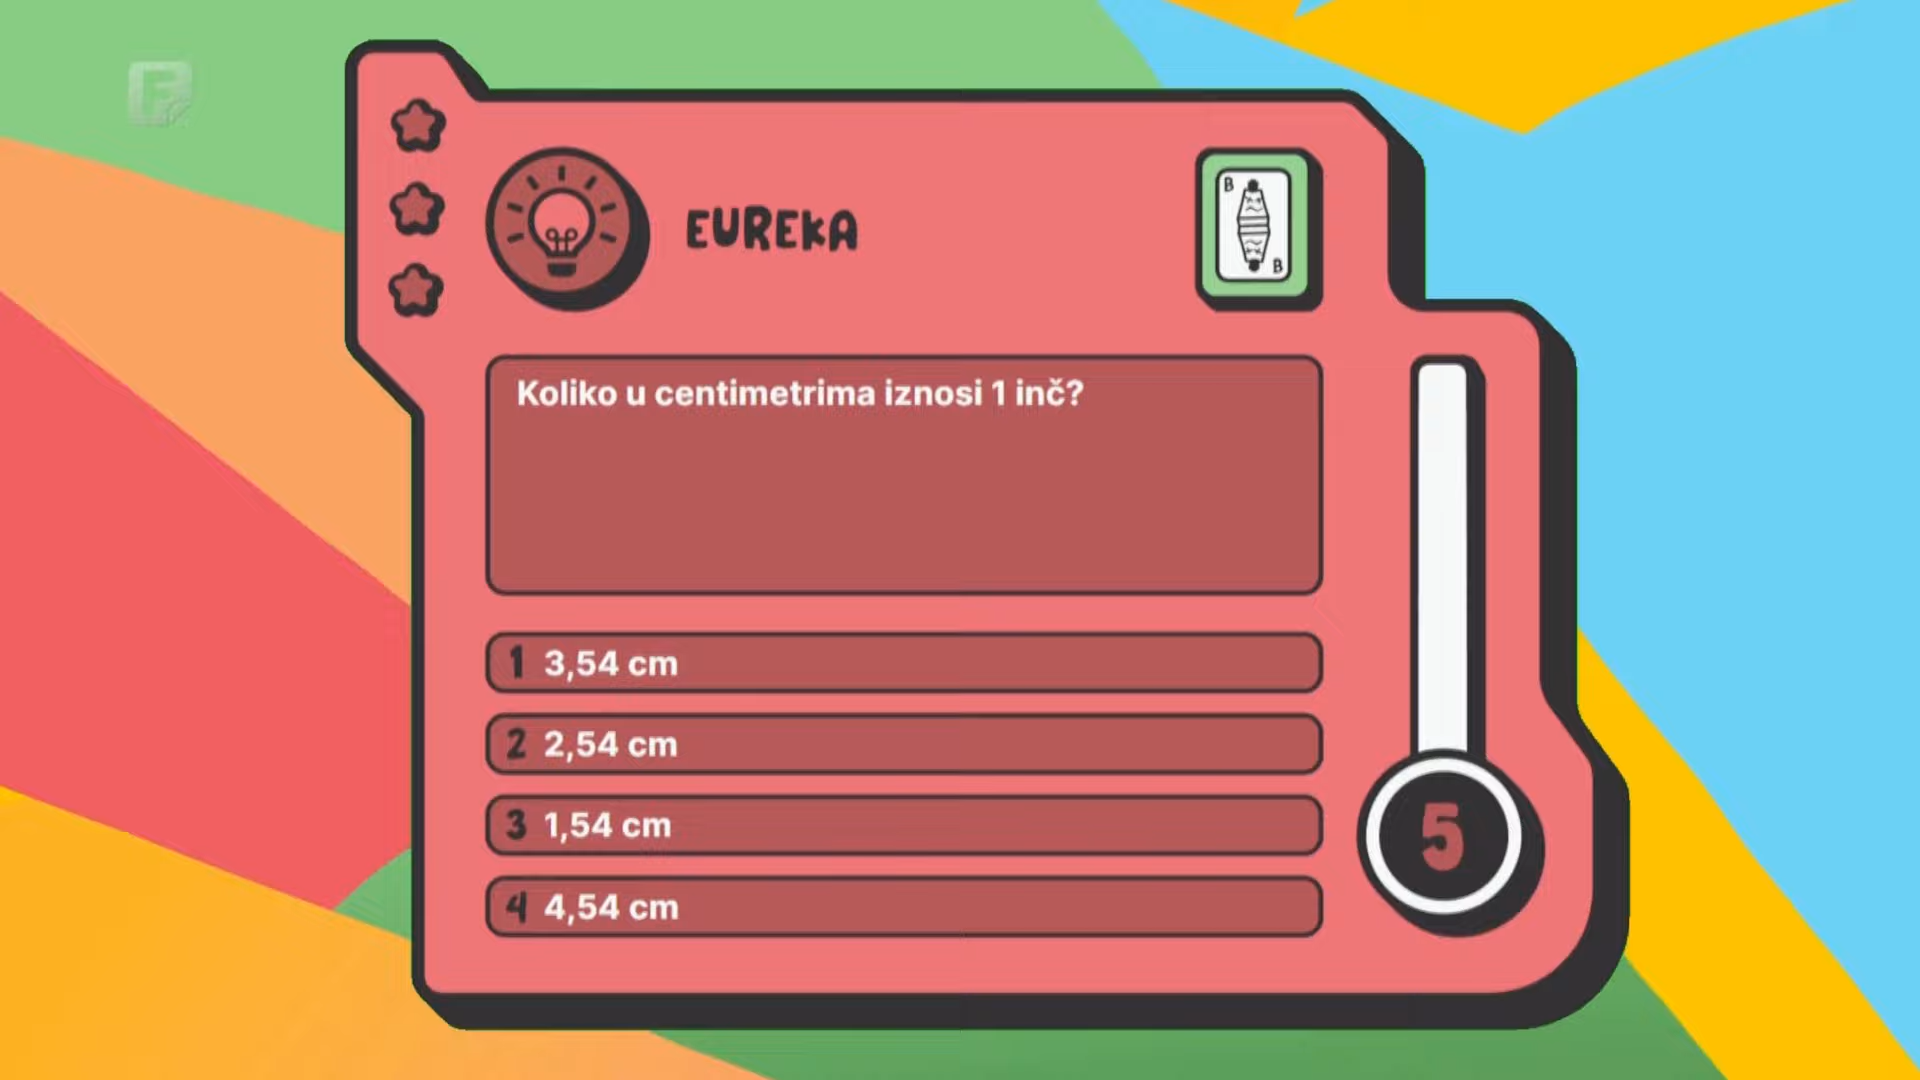 EUREKA
B
B
Koliko u centimetrima iznosi 1 inč?
1 3,54 cm
2 2,54 cm
3 1,54 cm
4 4,54 cm
5